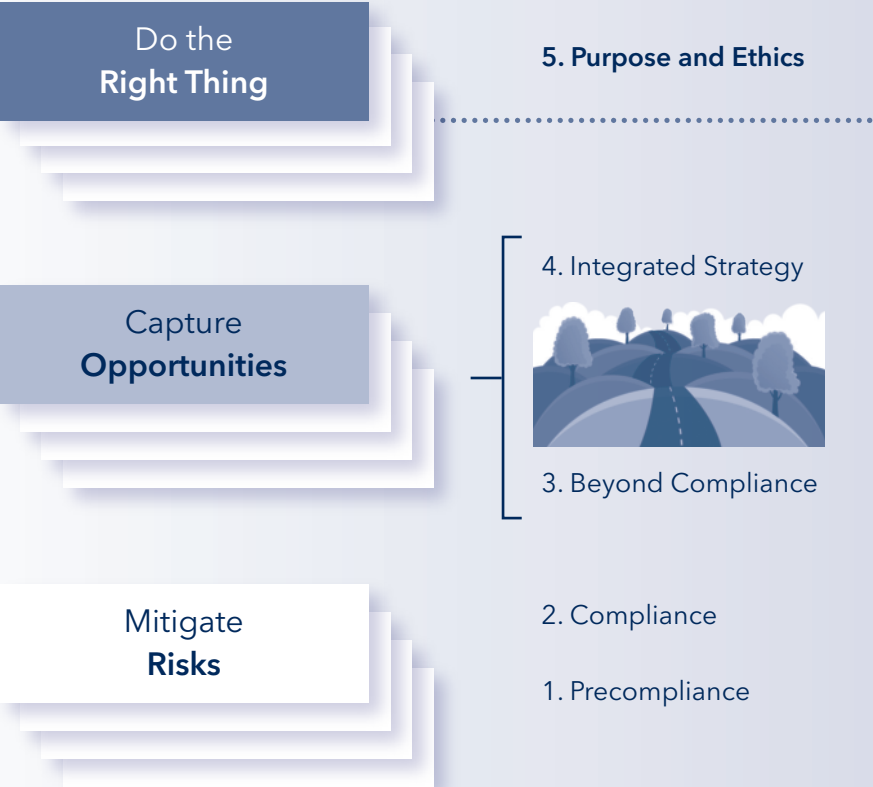 Do the
Right Thing
5. Purpose and Ethics
Capture
Opportunities
4. Integrated Strategy
3. Beyond Compliance
Mitigate
Risks
2. Compliance
1. Precompliance